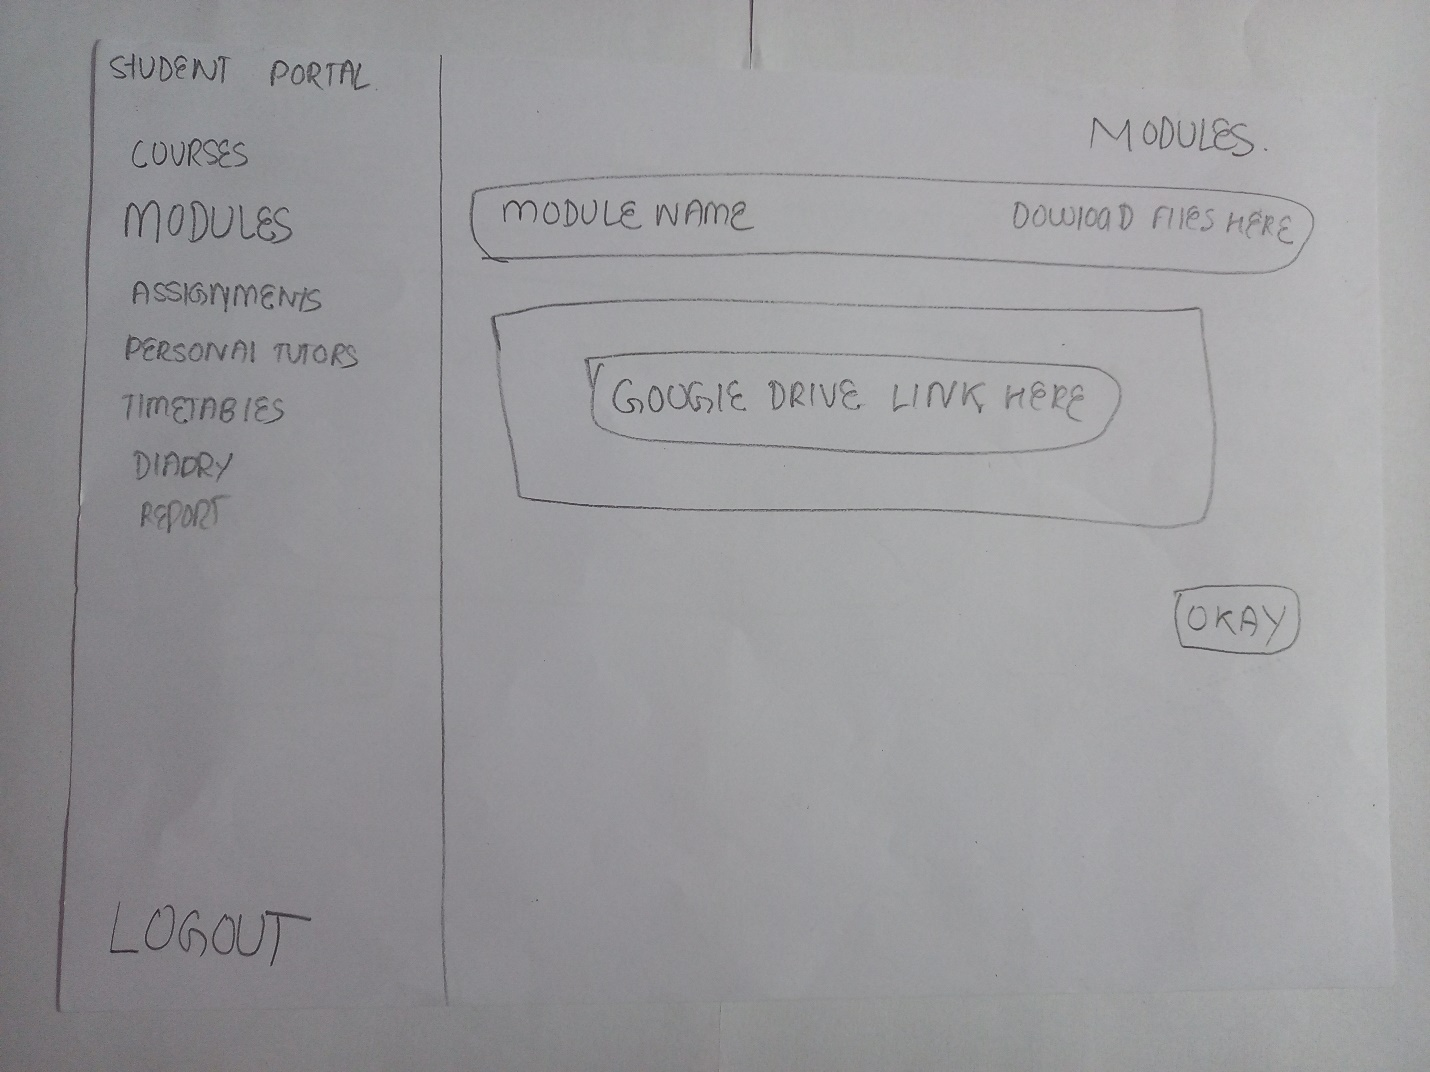 STUDENT PORTAL
COURSES
MODULES
ASSIGNMENTS
PERSONAl TUTORS
TIMETABlES
DIADRY
REPORT
LOGOUT
MODULES.
MODULE NAME DOWlOaD FIlES HERE
GOOGlE DRIVE LINK HERE
OKAY